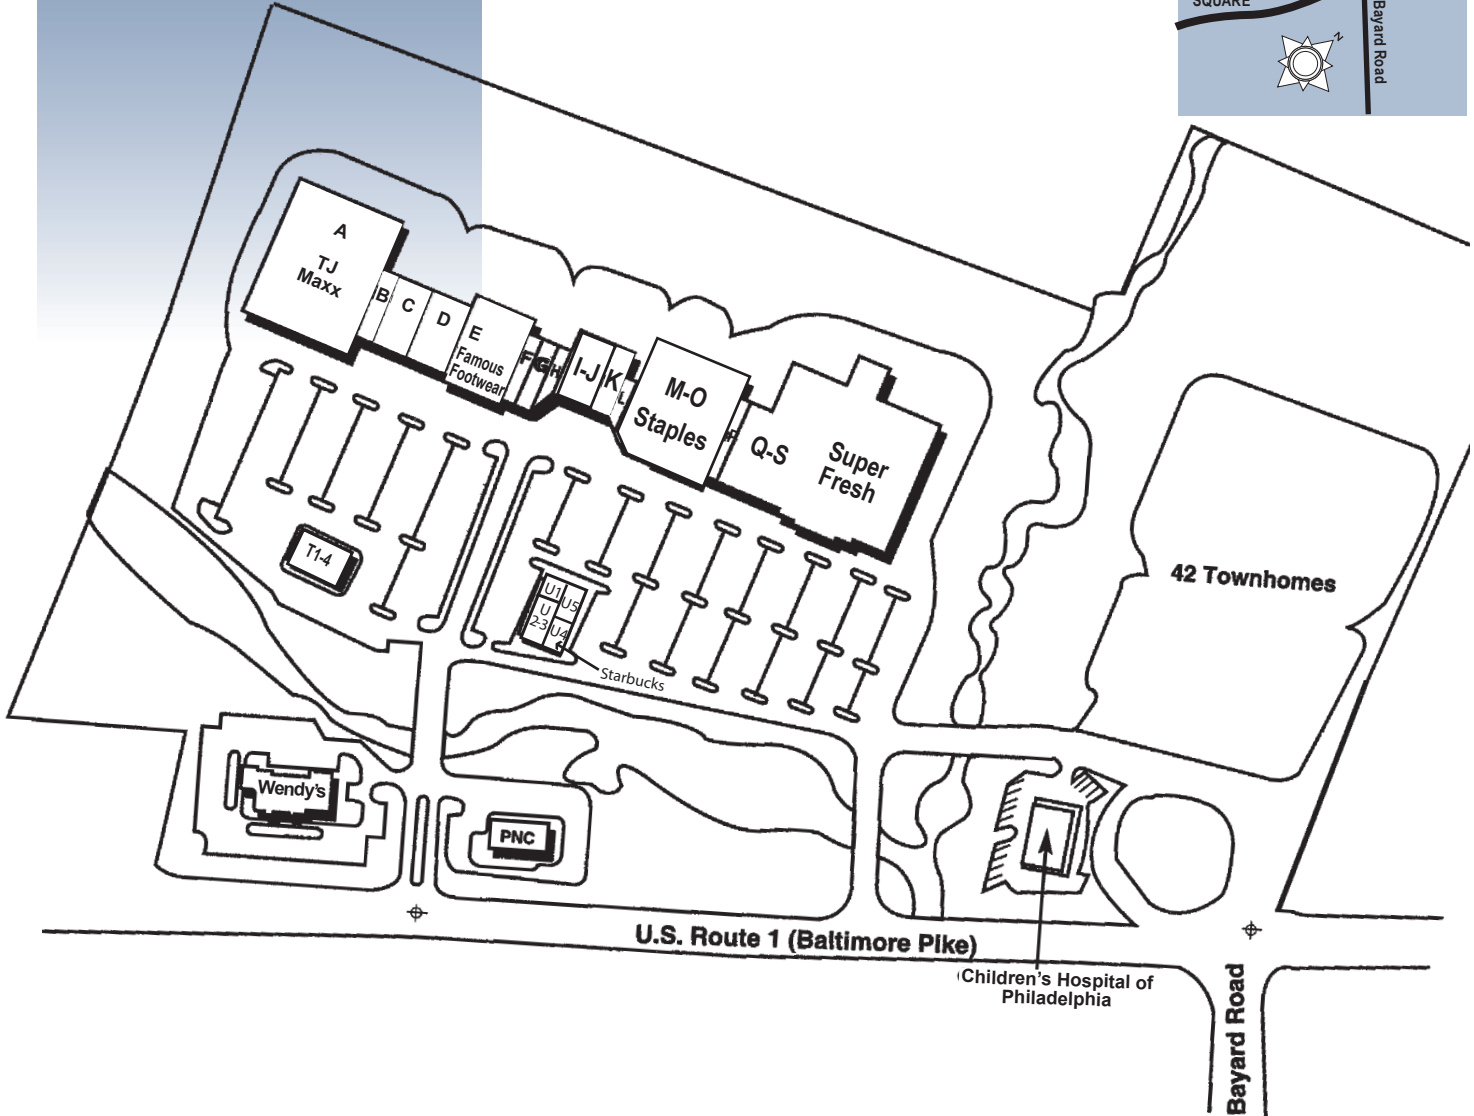 SQUARE
Bayard Road
N
A
TJ
Maxx
B
C
D
E
Famous
Footwear
F
G
H
I-J
K
L
M-O
Staples
P
Q-S
Super
Fresh
T1-4
U1
U5
U
2-3
U4
Starbucks
42 Townhomes
Wendy's
PNC
U.S. Route 1 (Baltimore Pike)
Children's Hospital of
Philadelphia
Bayard Road